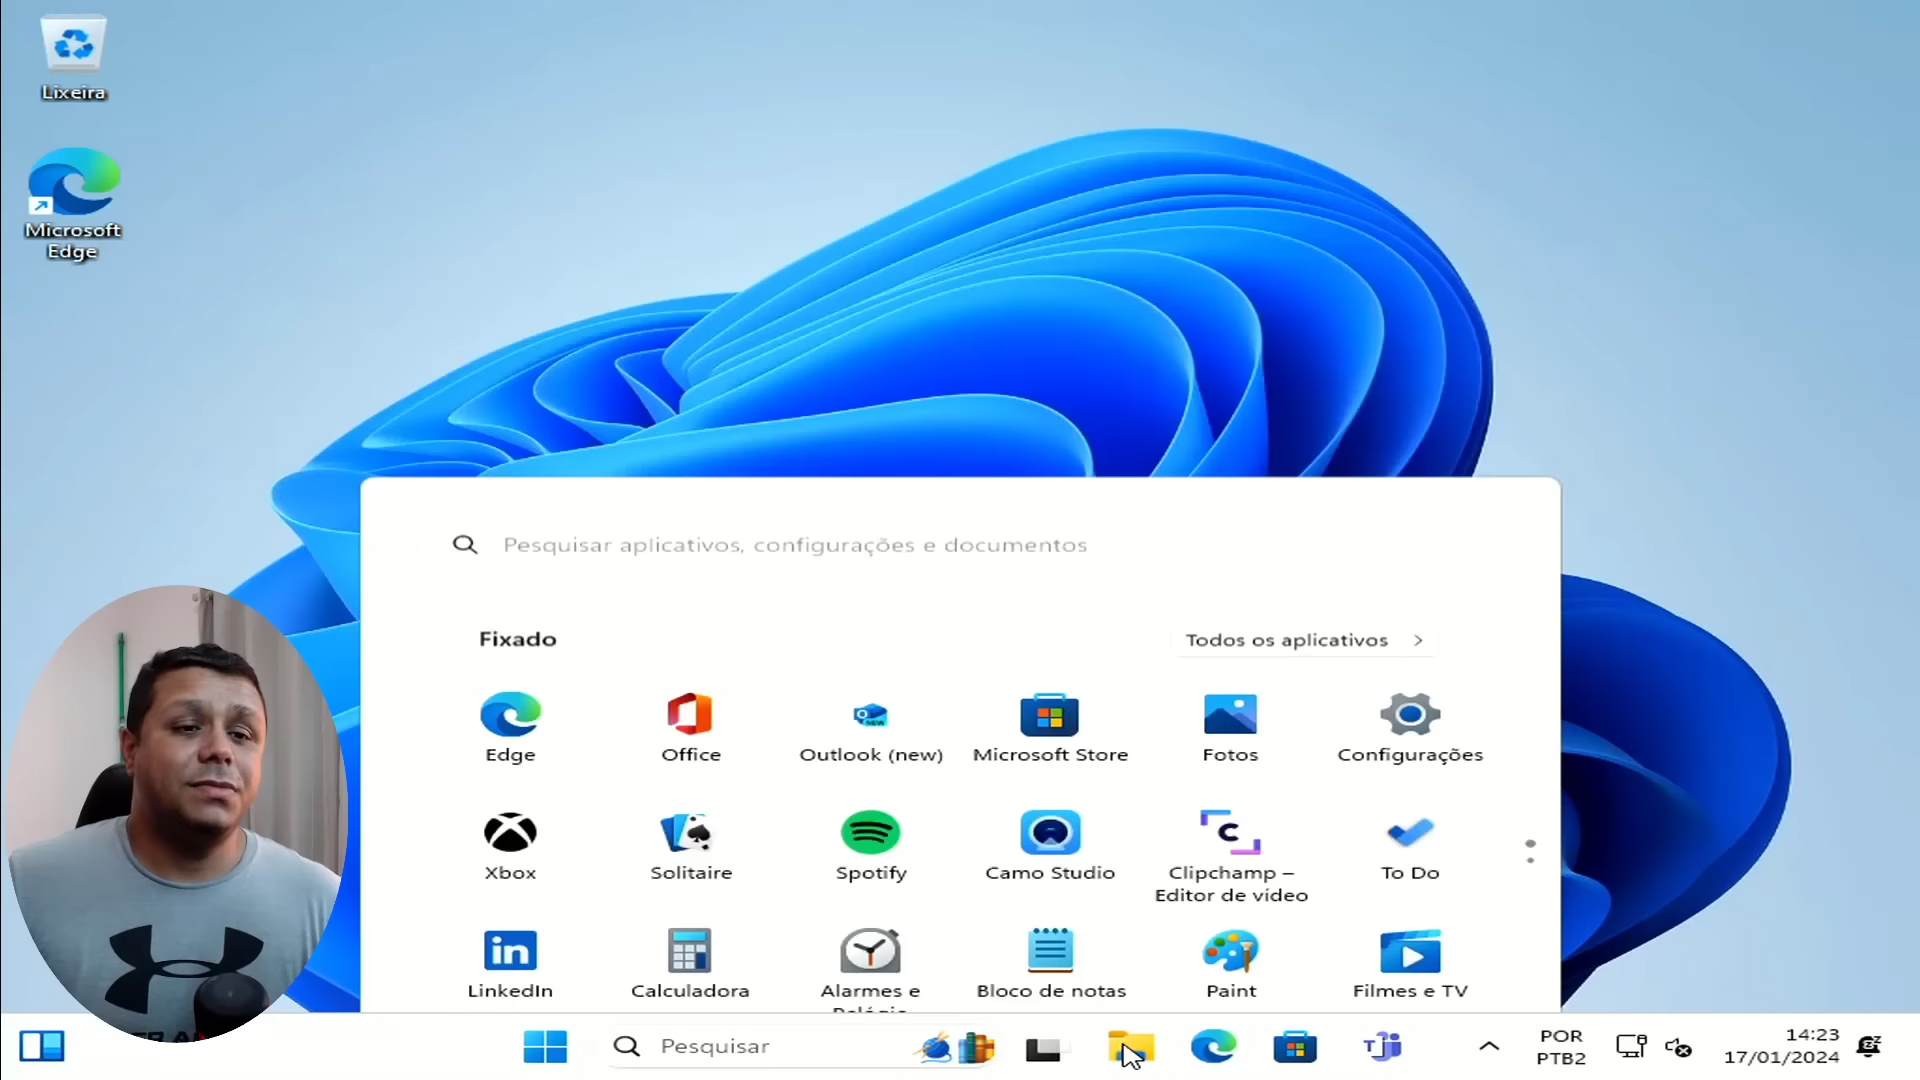 Lixeira
Microsoft
Edge
Pesquisar aplicativos, configurações e documentos
Fixado
Todos os aplicativos
Edge
Office
Outlook (new)
Microsoft Store
Fotos
Configurações
Xbox
Solitaire
Spotify
Camo Studio
Clipchamp –
Editor de vídeo
To Do
LinkedIn
Calculadora
Alarmes e
Relógio
Bloco de notas
Paint
Filmes e TV
Pesquisar
POR
PTB2
14:23
17/01/2024